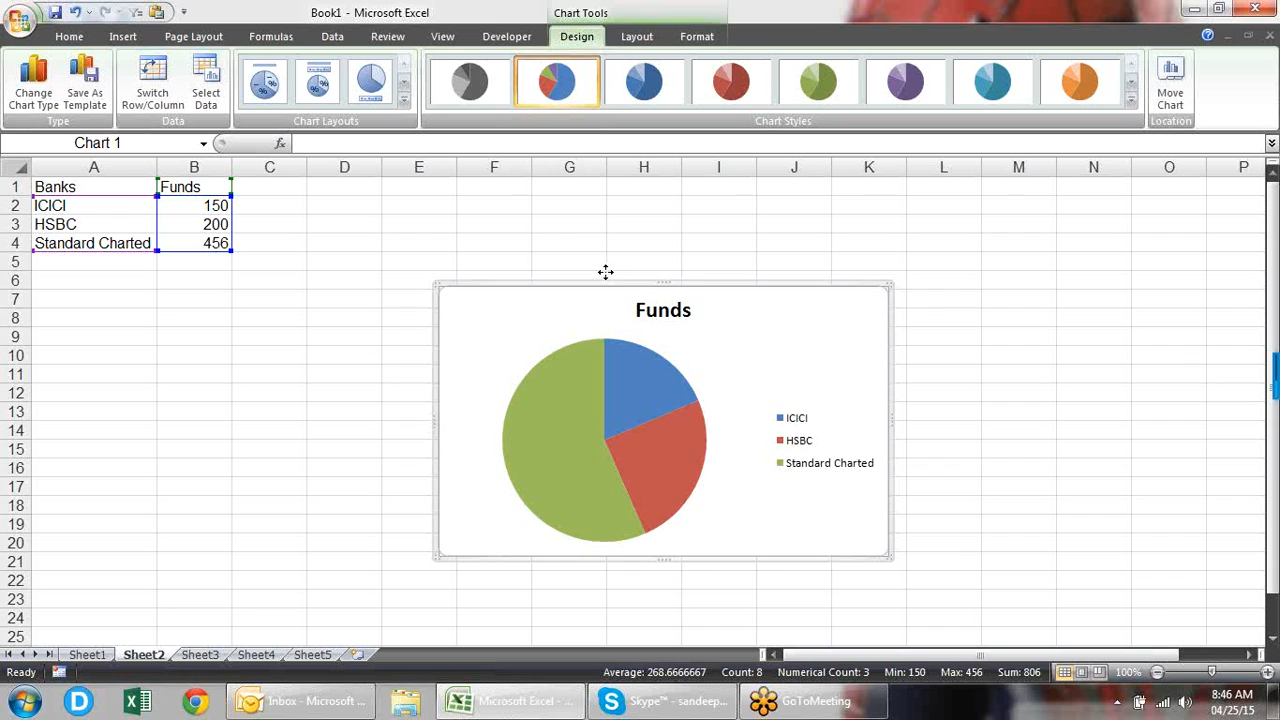 Book1 - Microsoft Excel
Chart Tools
Home Insert Page Layout Formulas Data Review View Developer Design Layout Format
Change Chart Type
Save As Template
Switch Row/Column
Select Data
Move Chart
Type
Data
Chart Layouts
Chart Styles
Location
Chart 1
fx
A B C D E F G H I J K L M N O P
1 Banks Funds
2 ICICI 150
3 HSBC 200
4 Standard Charted 456
5
6
7
8
9
10
11
12
13
14
15
16
17
18
19
20
21
22
23
24
25
Funds
ICICI
HSBC
Standard Charted
Sheet1 Sheet2 Sheet3 Sheet4 Sheet5
Ready
Average: 268.6666667 Count: 8 Numerical Count: 3 Min: 150 Max: 456 Sum: 806 100%
D
Inbox - Microsoft ...
Microsoft Excel - ...
Skype™ - sandeep...
GoToMeeting
8:46 AM
04/25/15